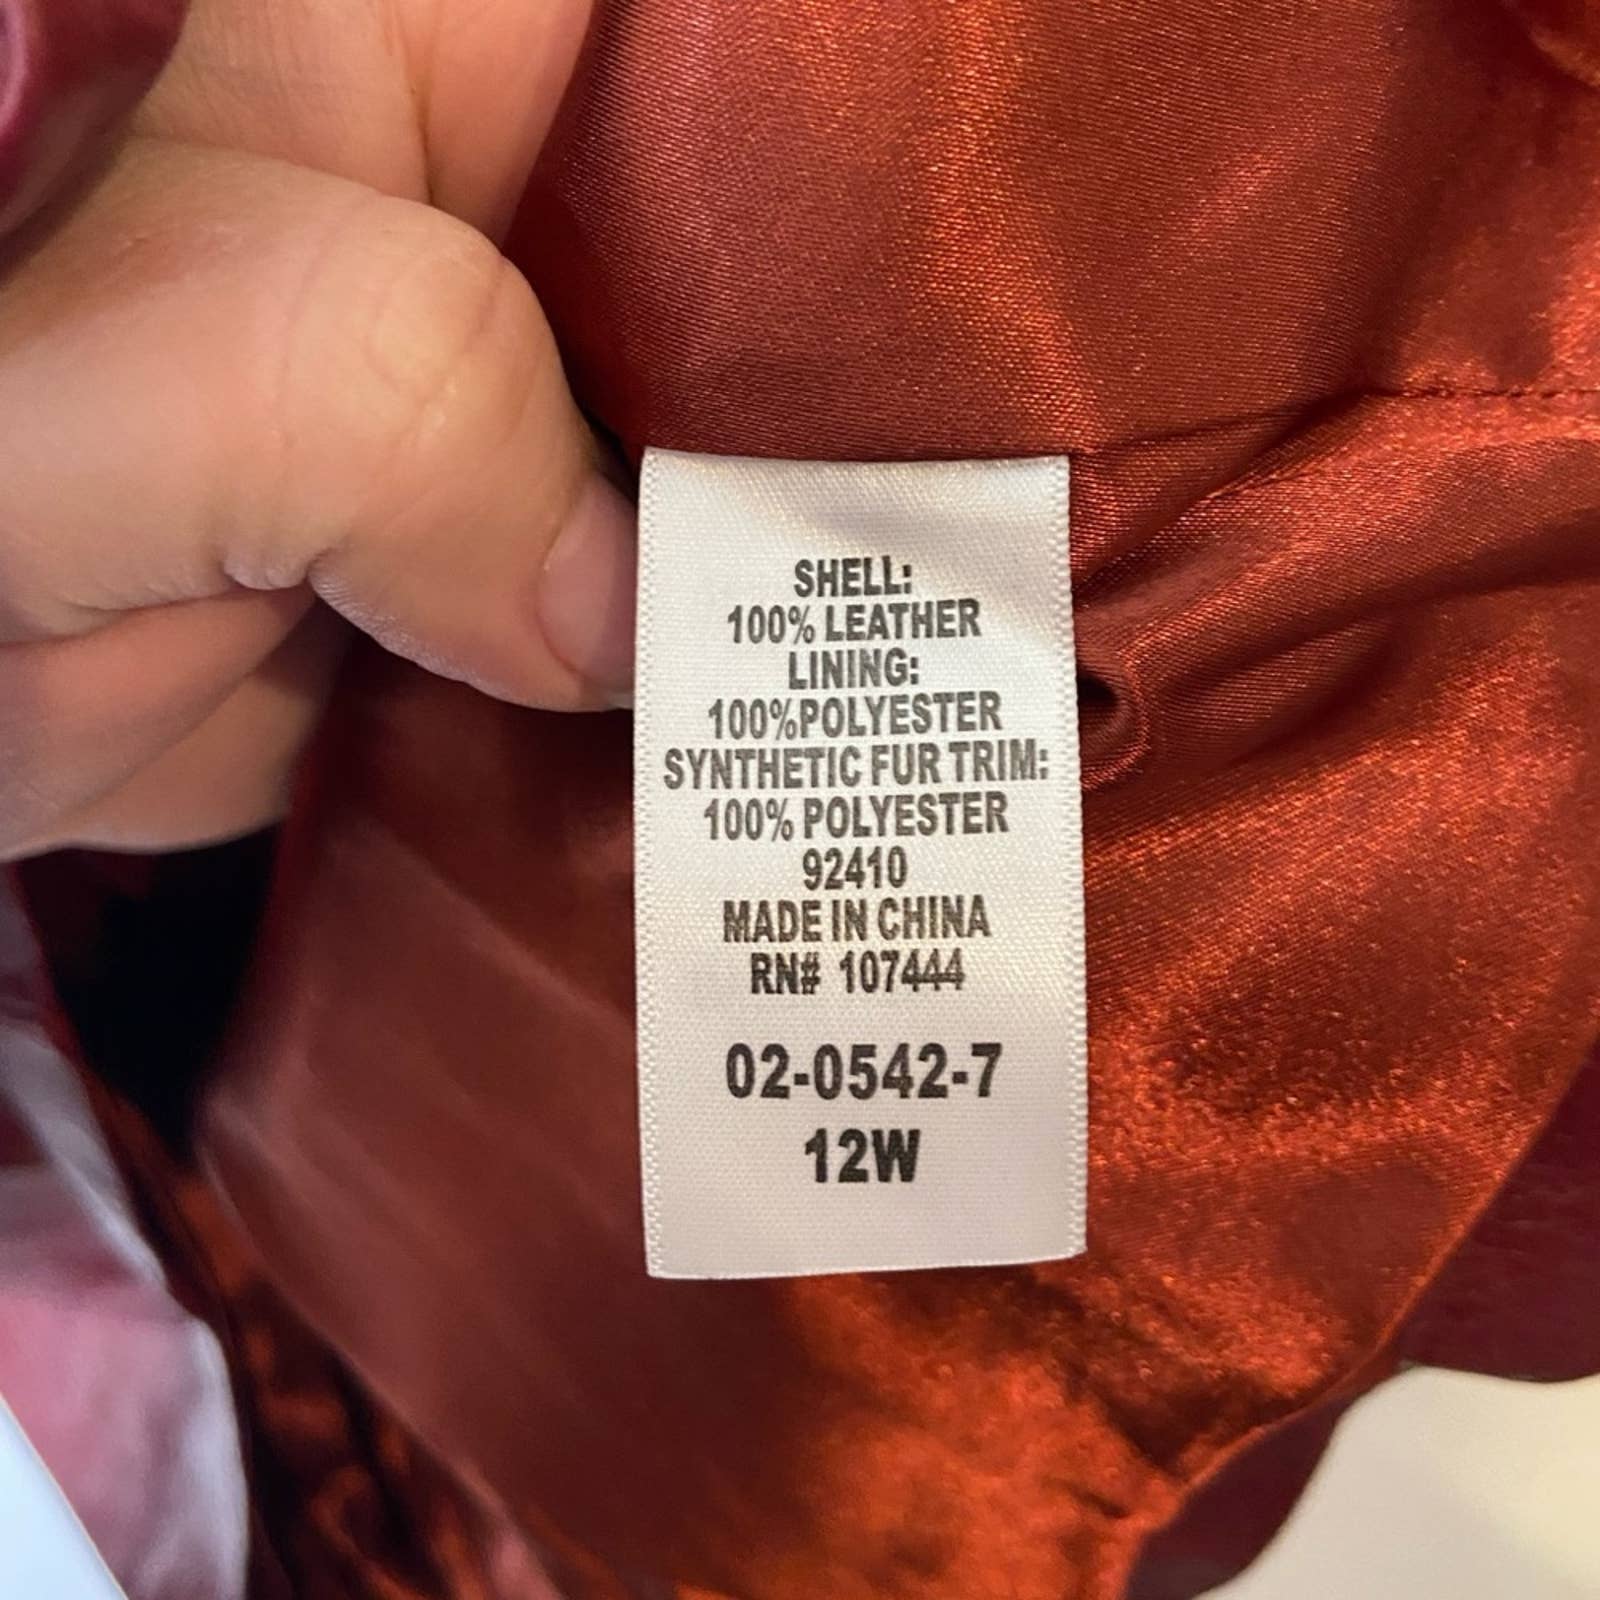 SHELL:
100% LEATHER
LINING:
100%POLYESTER
SYNTHETIC FUR TRIM:
100% POLYESTER
92410
MADE IN CHINA
RN# 107444
02-0542-7
12W